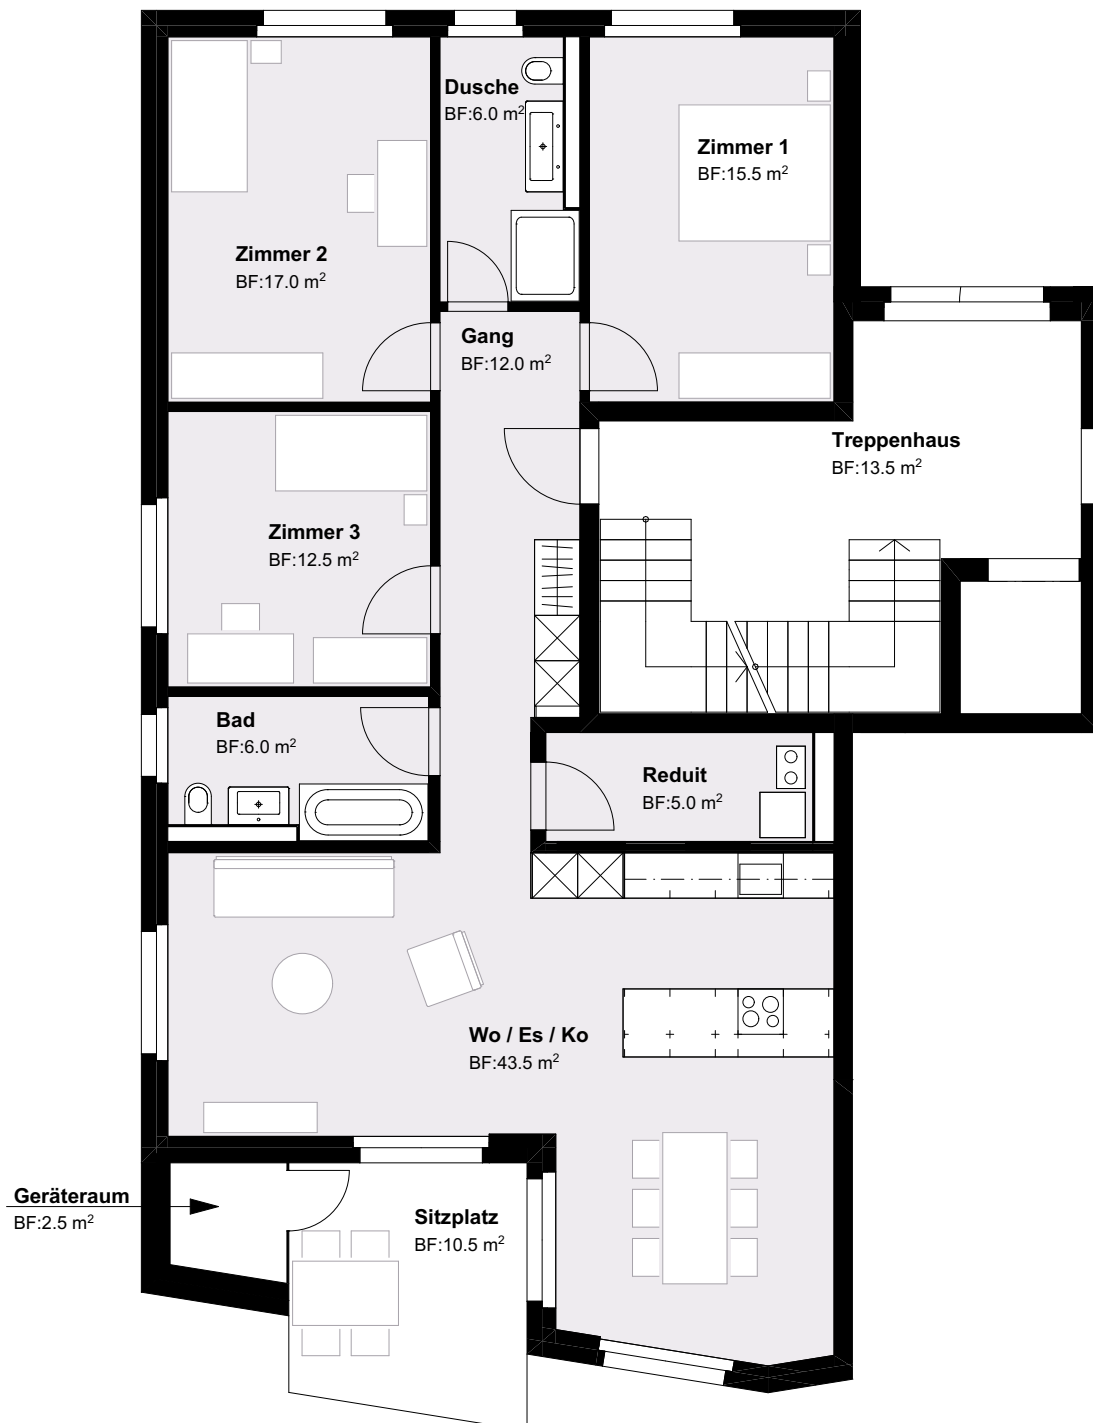 Dusche
BF:6.0 m²
Zimmer 1
BF:15.5 m²
Zimmer 2
BF:17.0 m²
Gang
BF:12.0 m²
Treppenhaus
BF:13.5 m²
Zimmer 3
BF:12.5 m²
Bad
BF:6.0 m²
Reduit
BF:5.0 m²
Wo / Es / Ko
BF:43.5 m²
Geräteraum
BF:2.5 m²
Sitzplatz
BF:10.5 m²